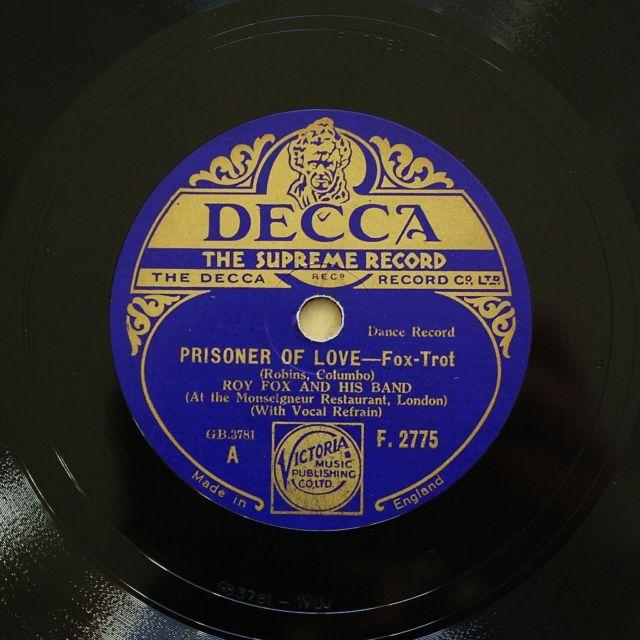 DECCA
THE SUPREME RECORD
THE DECCA RECORD CO. LTD.
REGD
Dance Record
PRISONER OF LOVE—Fox-Trot
(Robins, Columbo)
ROY FOX AND HIS BAND
(At the Monseigneur Restaurant, London)
(With Vocal Refrain)
GB.3781
A
F. 2775
VICTORIA
MUSIC
PUBLISHING
CO. LTD.
Made in England